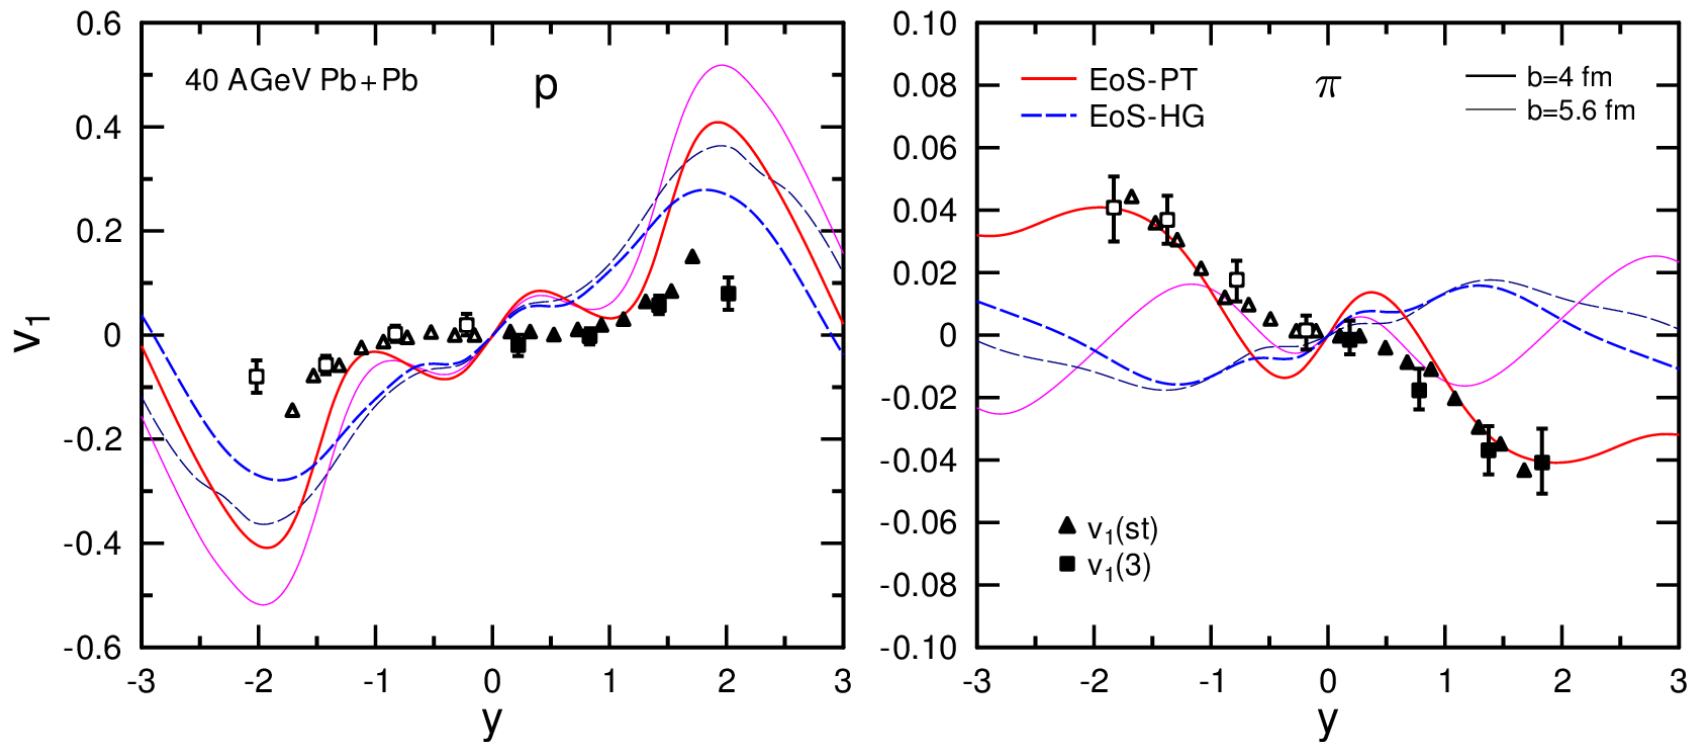 40 AGeV Pb+Pb
p
v1
0.6
0.4
0.2
0
-0.2
-0.4
-0.6
-3 -2 -1 0 1 2 3
y
EoS-PT
EoS-HG
π
b=4 fm
b=5.6 fm
0.10
0.08
0.06
0.04
0.02
0
-0.02
-0.04
-0.06
-0.08
-0.10
v1(st)
v1(3)
-3 -2 -1 0 1 2 3
y